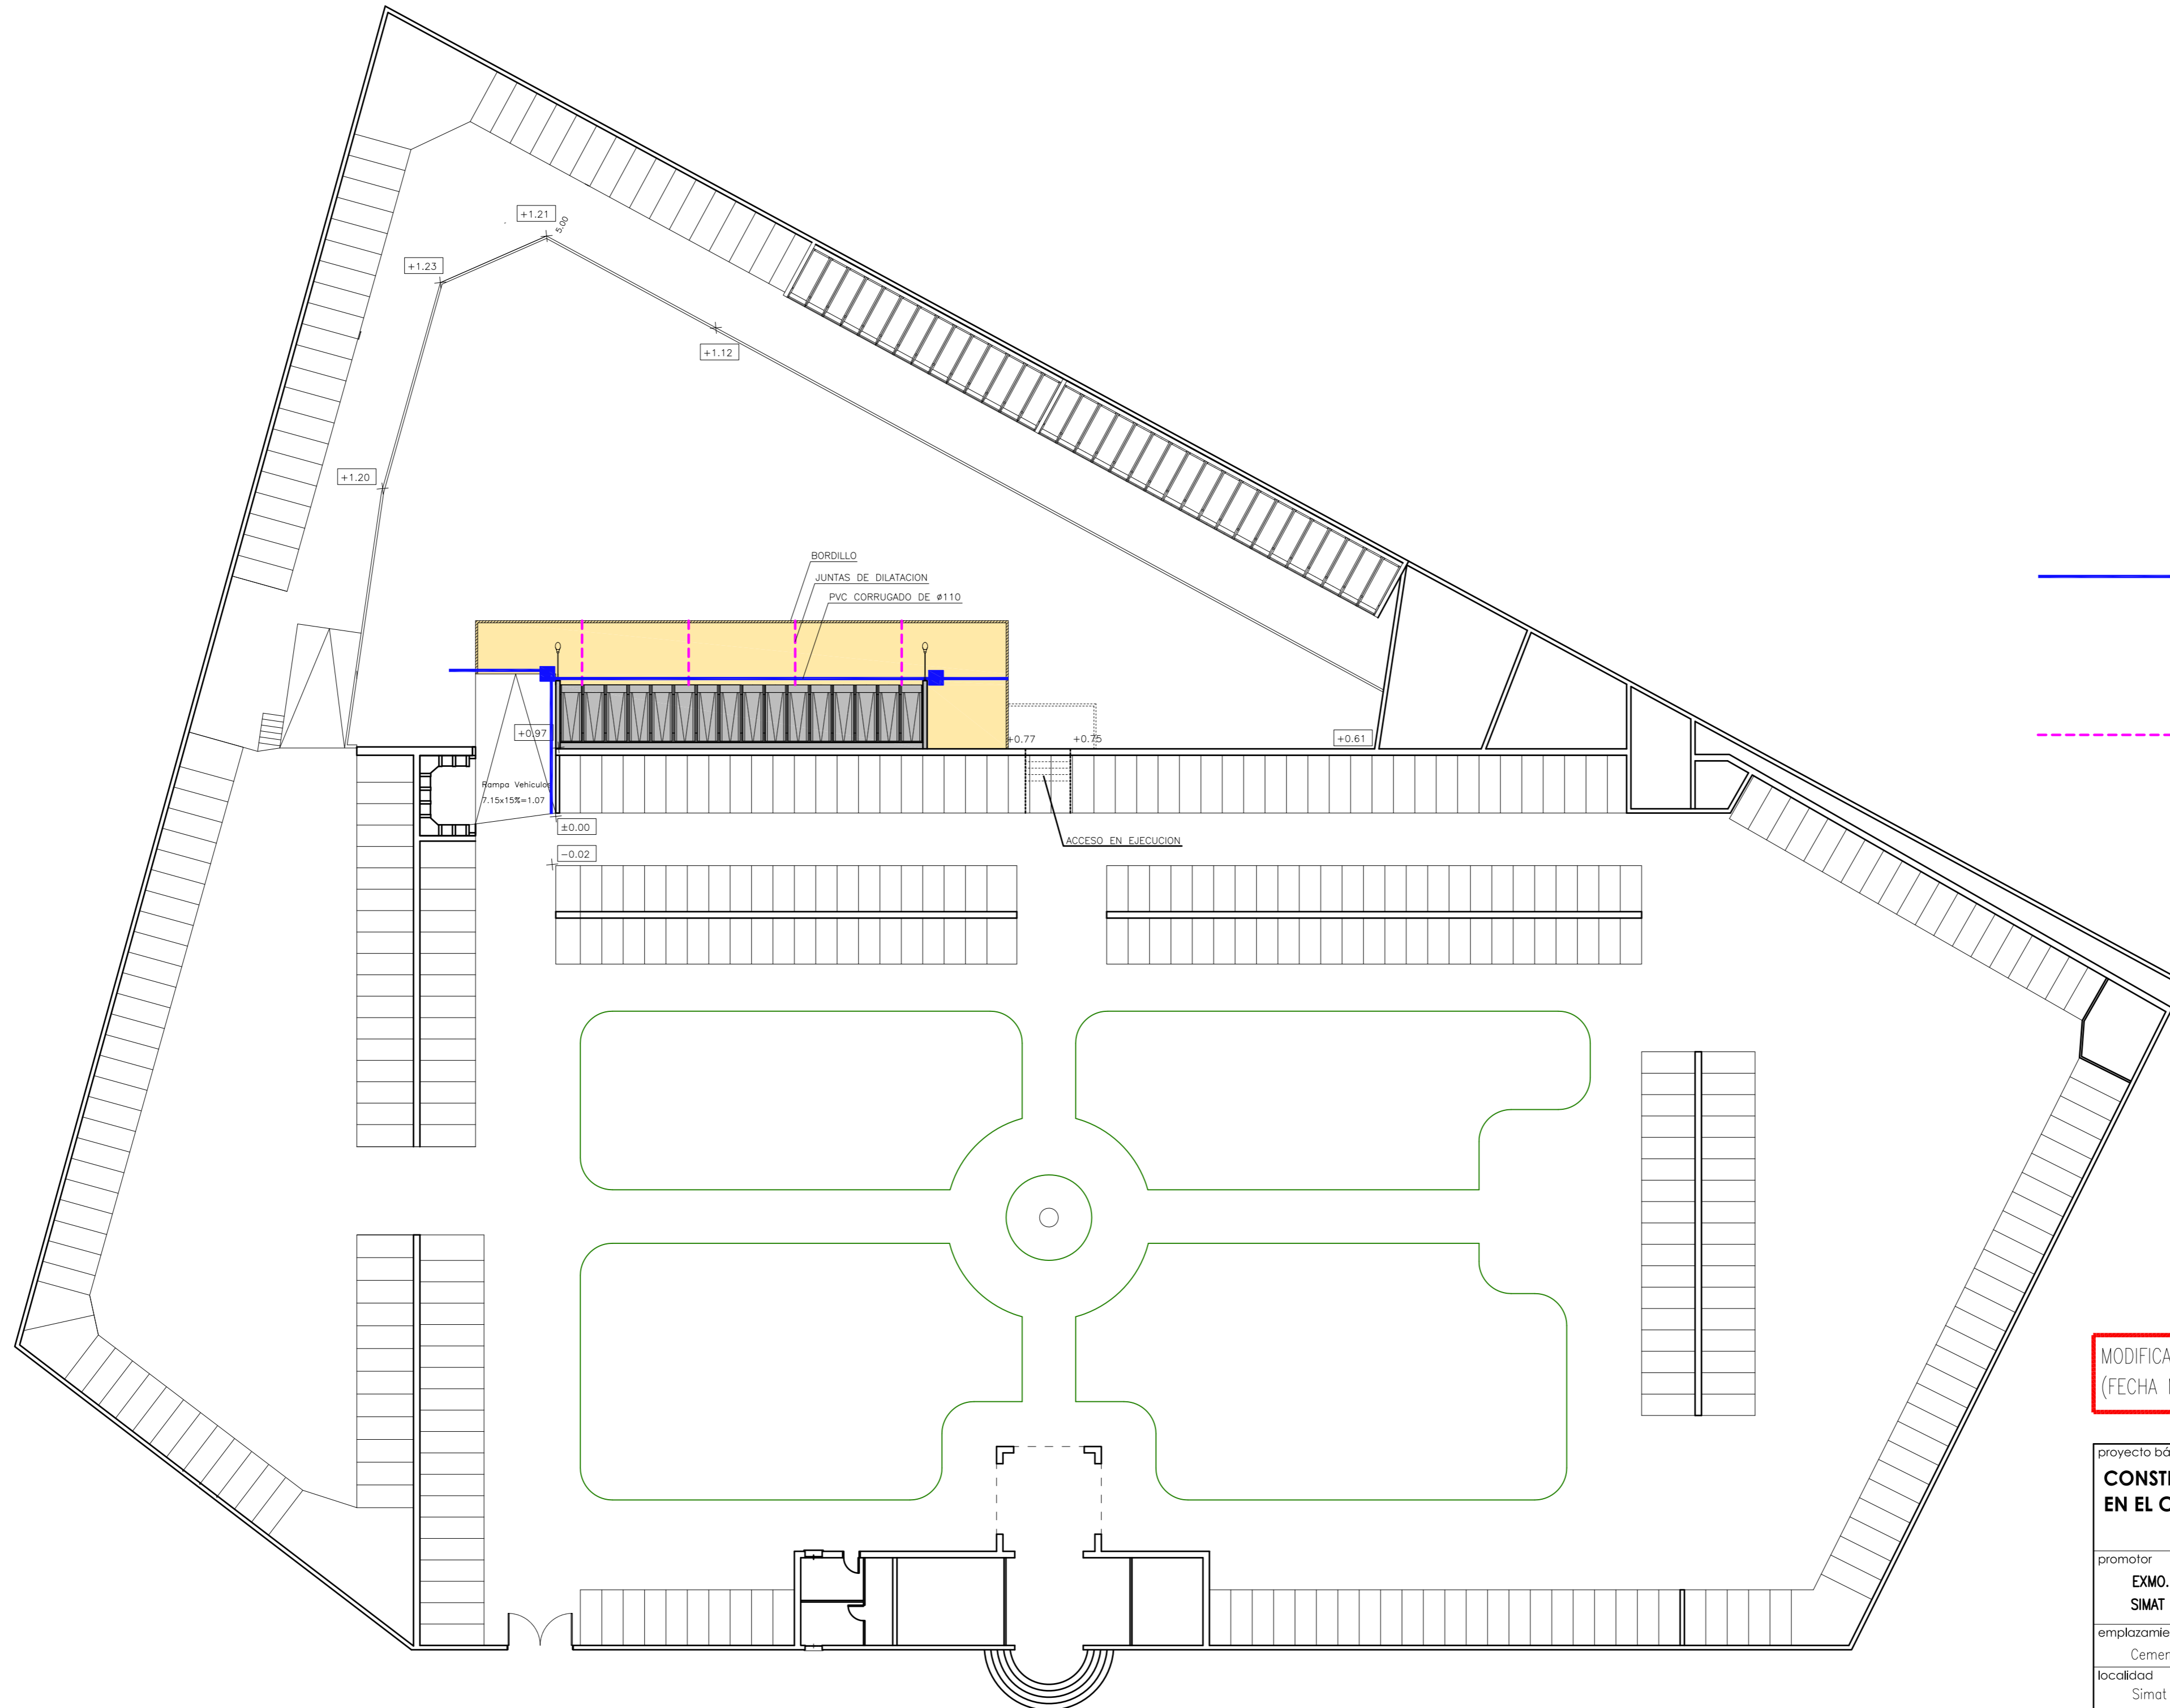 +1.21
5.00
+1.23
+1.12
+1.20
BORDILLO
JUNTAS DE DILATACION
PVC CORRUGADO DE ø110
+0.97
+0.77
+0.75
+0.61
Rampa Vehiculos
7.15x15%=1.07
±0.00
-0.02
ACCESO EN EJECUCION
MODIFICA
(FECHA
proyecto bá
CONST
EN EL C
promotor
EXMO.
SIMAT
emplazamie
Cemen
localidad
Simat